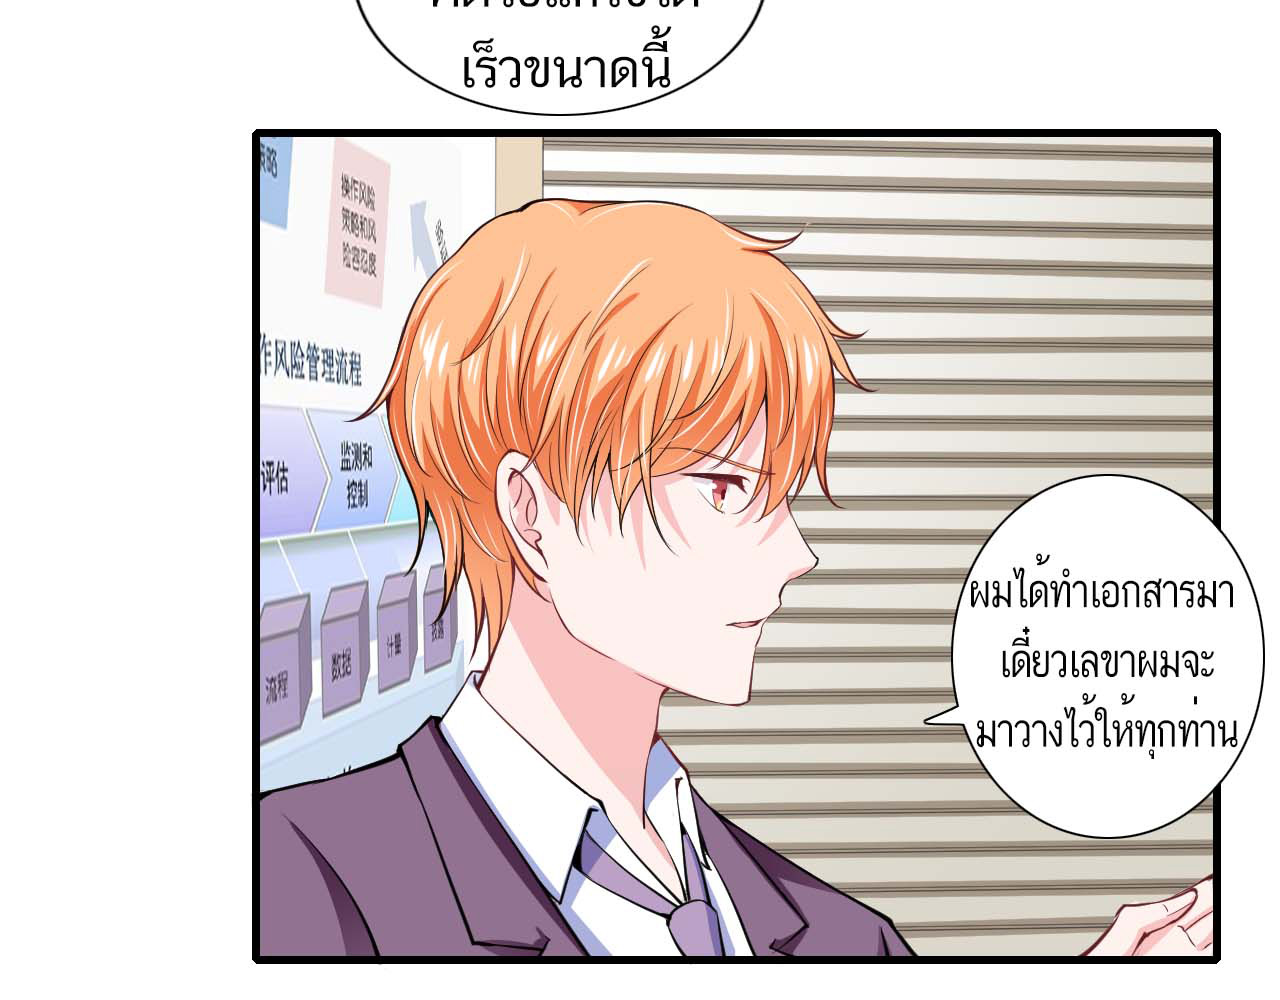 เร็วขนาดนี้
策略
操作风险
策略和风
险容忍度
作风险管理流程
评估
监测和
控制
流程
数据
计量
ผมได้ทำเอกสารมา
เดี๋ยวเลขาผมจะ
มาวางไว้ให้ทุกท่าน